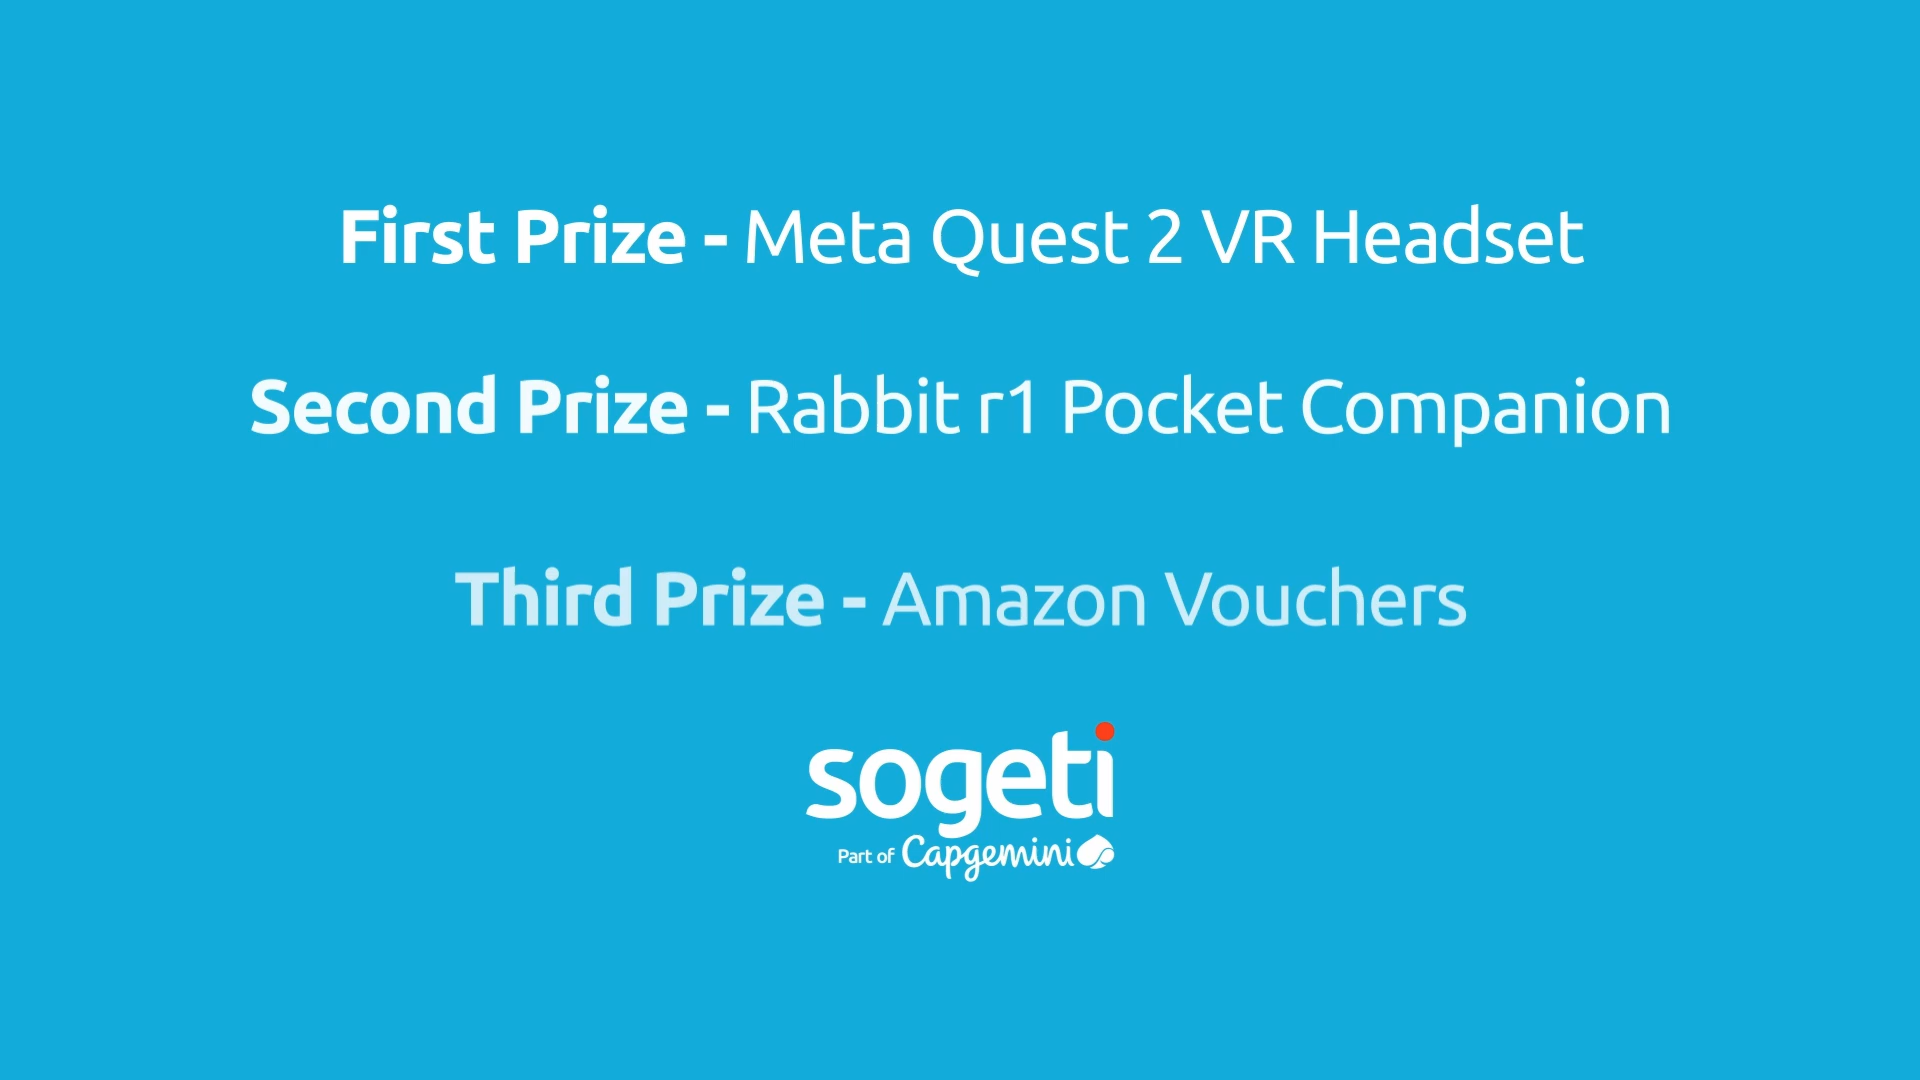 First Prize - Meta Quest 2 VR Headset
Second Prize - Rabbit r1 Pocket Companion
Third Prize - Amazon Vouchers
sogeti
Part of Capgemini